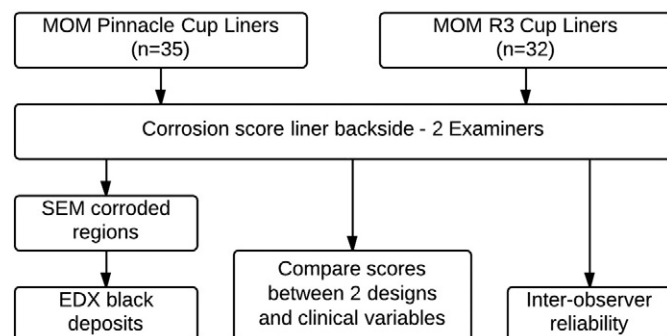 MOM Pinnacle Cup Liners
(n=35)
MOM R3 Cup Liners
(n=32)
Corrosion score liner backside - 2 Examiners
SEM corroded
regions
EDX black
deposits
Compare scores
between 2 designs
and clinical variables
Inter-observer
reliability